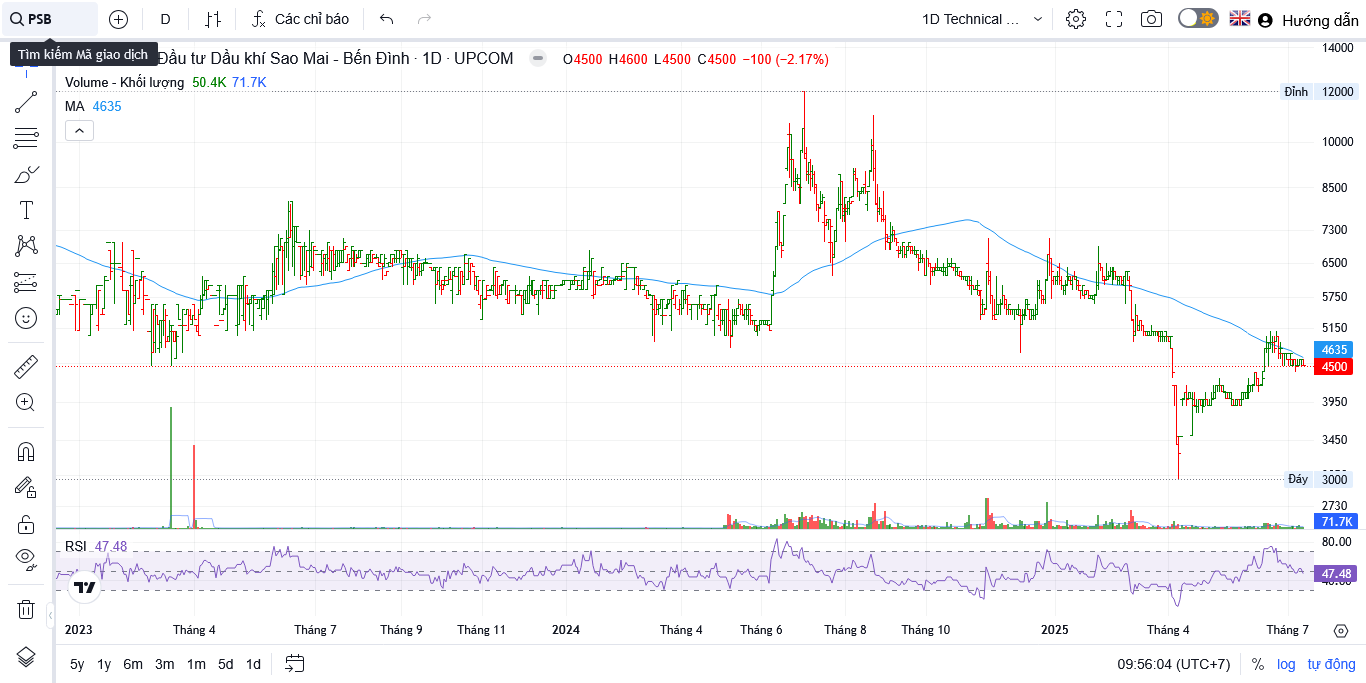 PSB D Các chỉ báo 1D Technical ... Hướng dẫn
Tìm kiếm Mã giao dịch
Đầu tư Dầu khí Sao Mai - Bến Đình · 1D · UPCOM O4500 H4600 L4500 C4500 −100 (−2.17%)
Volume - Khối lượng 50.4K 71.7K
MA 4635
14000
Đỉnh 12000
10000
8500
7300
6500
5750
5150
4635
4500
3950
3450
Đáy 3000
2730
71.7K
RSI 47.48
80.00
47.48
2023 Tháng 4 Tháng 7 Tháng 9 Tháng 11 2024 Tháng 4 Tháng 6 Tháng 8 Tháng 10 2025 Tháng 4 Tháng 7
5y 1y 6m 3m 1m 5d 1d 09:56:04 (UTC+7) % log tự động